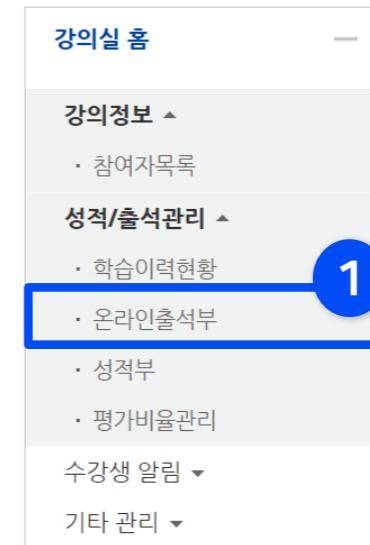 강의실 홈
강의정보
· 참여자목록
성적/출석관리
· 학습이력현황
1
· 온라인출석부
· 성적부
· 평가비율관리
수강생 알림
기타 관리